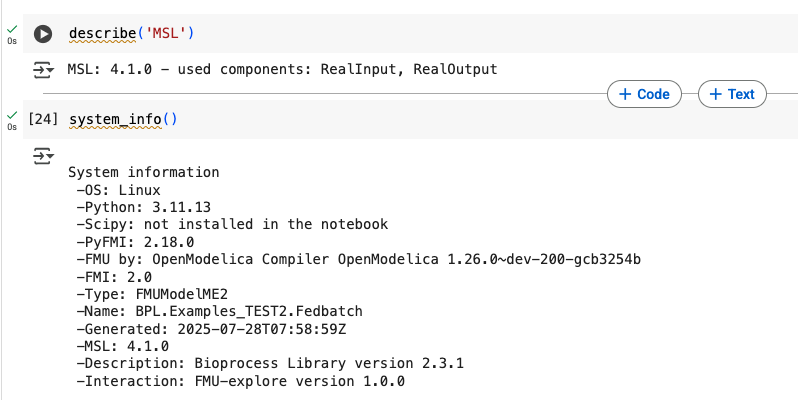 0s
describe('MSL')
MSL: 4.1.0 – used components: RealInput, RealOutput
+ Code + Text
0s
[24] system_info()
System information
-OS: Linux
-Python: 3.11.13
-Scipy: not installed in the notebook
-PyFMI: 2.18.0
-FMU by: OpenModelica Compiler OpenModelica 1.26.0~dev-200-gcb3254b
-FMI: 2.0
-Type: FMUModelME2
-Name: BPL.Examples_TEST2.Fedbatch
-Generated: 2025-07-28T07:58:59Z
-MSL: 4.1.0
-Description: Bioprocess Library version 2.3.1
-Interaction: FMU-explore version 1.0.0